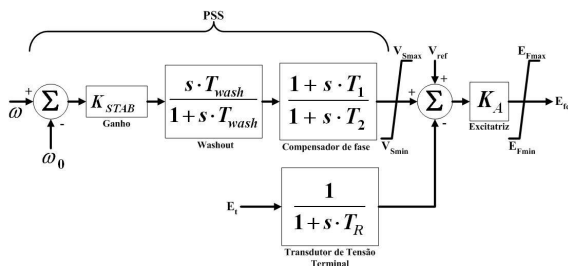 PSS
V_Smax
V_ref
E_Fmax
+
Σ
-
ω
ω_0
K_STAB
Ganho
s · T_wash
1 + s · T_wash
Washout
1 + s · T_1
1 + s · T_2
Compensador de fase
V_Smin
+
+
Σ
-
K_A
Excitatriz
E_Fmin
E_fd
E_t
1
1 + s · T_R
Transdutor de Tensão
Terminal